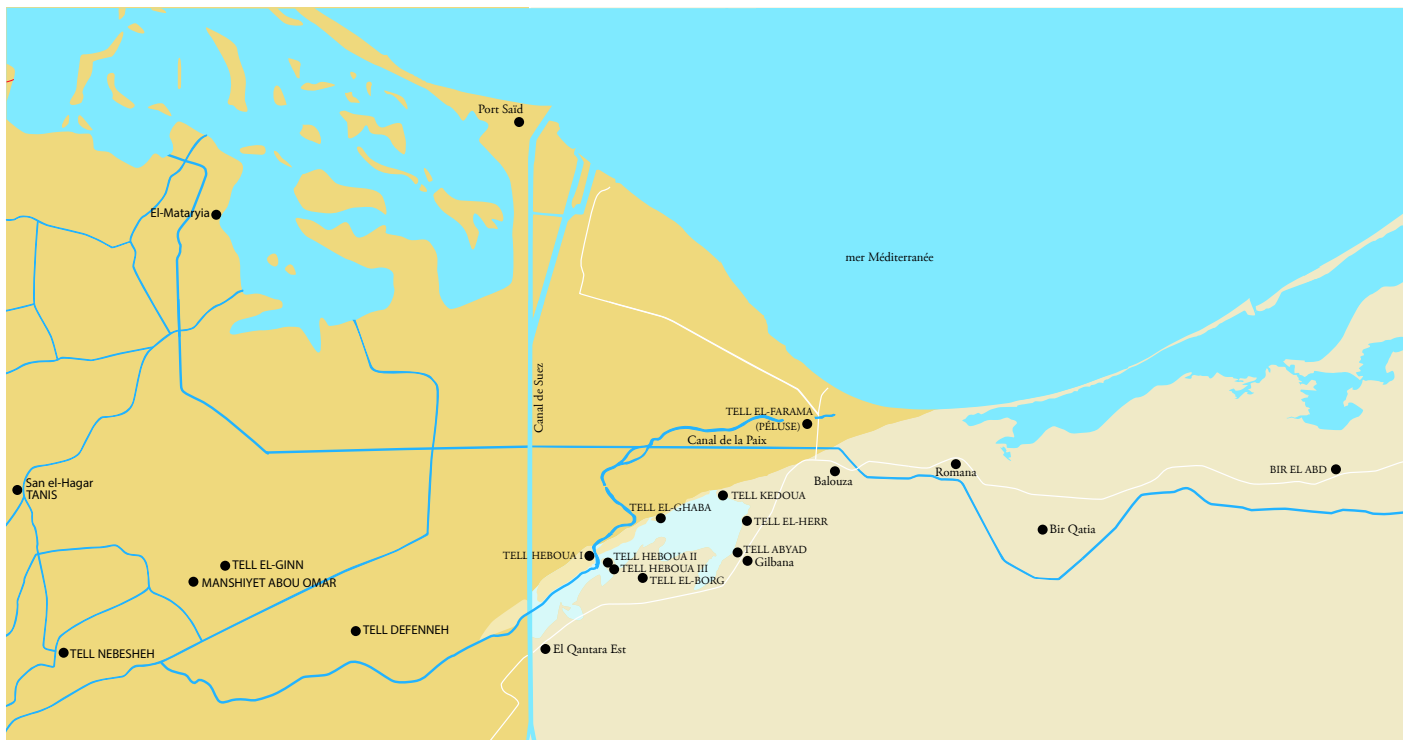 Port Saïd
El-Mataryia
mer Méditerranée
Canal de Suez
TELL EL-FARAMA
(PÉLUSE)
Canal de la Paix
Romana
BIR EL ABD
Balouza
San el-Hagar
TANIS
TELL KEDOUA
TELL EL-GHABA
TELL EL-HERR
Bir Qatia
TELL HEBOUA I
TELL HEBOUA II
TELL ABYAD
TELL HEBOUA III
Gilbana
TELL EL-BORG
TELL EL-GINN
MANSHIYET ABOU OMAR
TELL DEFENNEH
El Qantara Est
TELL NEBESHEH